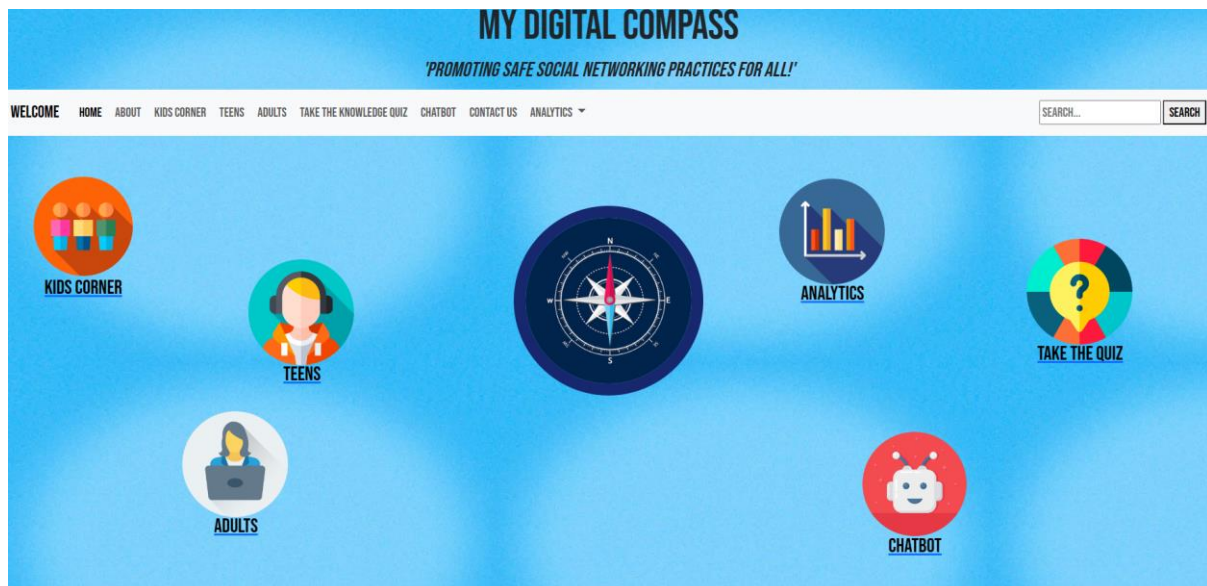 MY DIGITAL COMPASS
'PROMOTING SAFE SOCIAL NETWORKING PRACTICES FOR ALL!'
WELCOME HOME ABOUT KIDS CORNER TEENS ADULTS TAKE THE KNOWLEDGE QUIZ CHATBOT CONTACT US ANALYTICS SEARCH... SEARCH
KIDS CORNER
TEENS
ADULTS
N
W E
S
ANALYTICS
?
TAKE THE QUIZ
CHATBOT